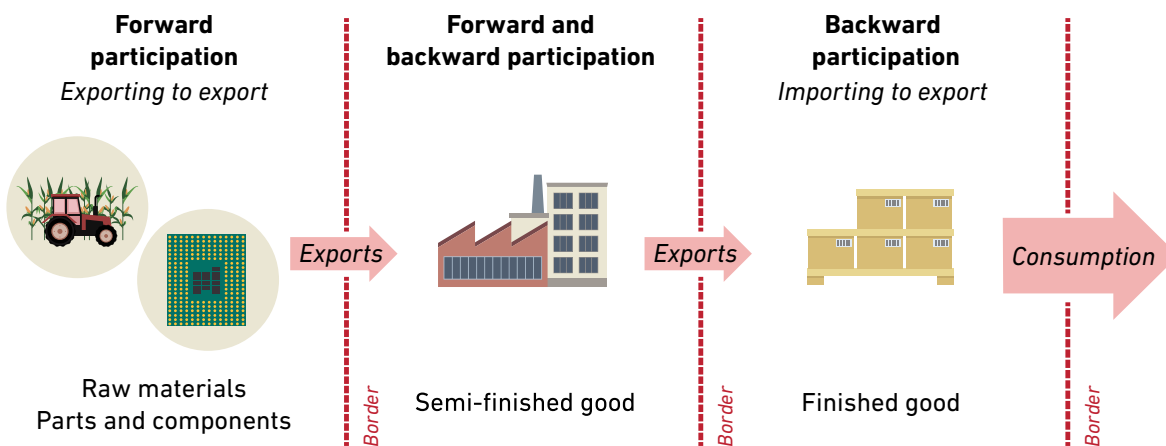 Forward
participation
Exporting to export
Forward and
backward participation
Backward
participation
Importing to export
Exports
Exports
Consumption
Raw materials
Parts and components
Border
Semi-finished good
Border
Finished good
Border